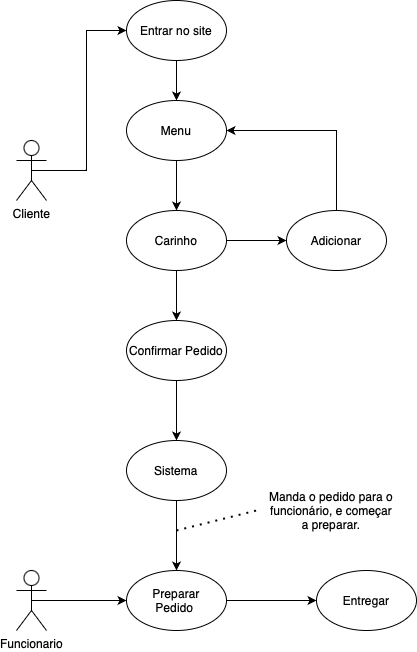 Entrar no site
Menu
Cliente
Carinho
Adicionar
Confirmar Pedido
Sistema
Manda o pedido para o
funcionário, e começar
a preparar.
Preparar
Pedido
Entregar
Funcionario